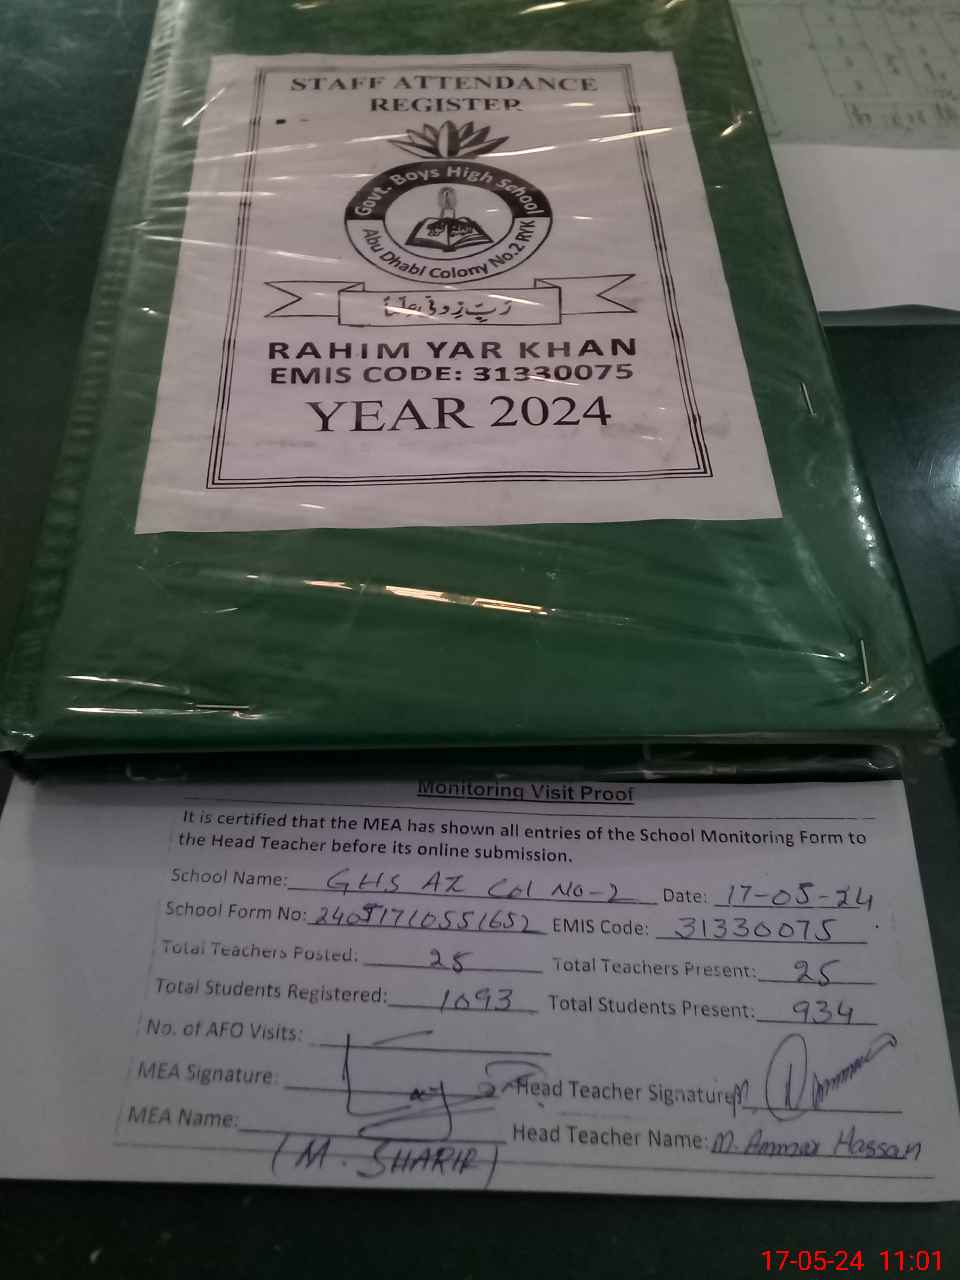 STAFF ATTENDANCE
REGISTER
Govt. Boys High School
Abu Dhabi Colony No.2 RYK
رَبِّ زِدْنِی عِلْمًا
RAHIM YAR KHAN
EMIS CODE: 31330075
YEAR 2024
Monitoring Visit Proof
It is certified that the MEA has shown all entries of the School Monitoring Form to
the Head Teacher before its online submission.
School Name: GHS AZ Col No-2 Date: 17-05-24
School Form No: 24051710551652 EMIS Code: 31330075
Total Teachers Posted: 25 Total Teachers Present: 25
Total Students Registered: 1093 Total Students Present: 934
No. of AFO Visits:
MEA Signature: Head Teacher Signature
MEA Name: Head Teacher Name: M. Ammar Hassan
(M. SHARIF)
17-05-24 11:01